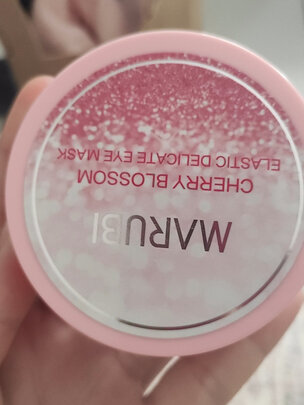 MARUBI
CHERRY BLOSSOM
ELASTIC DELICATE EYE MASK